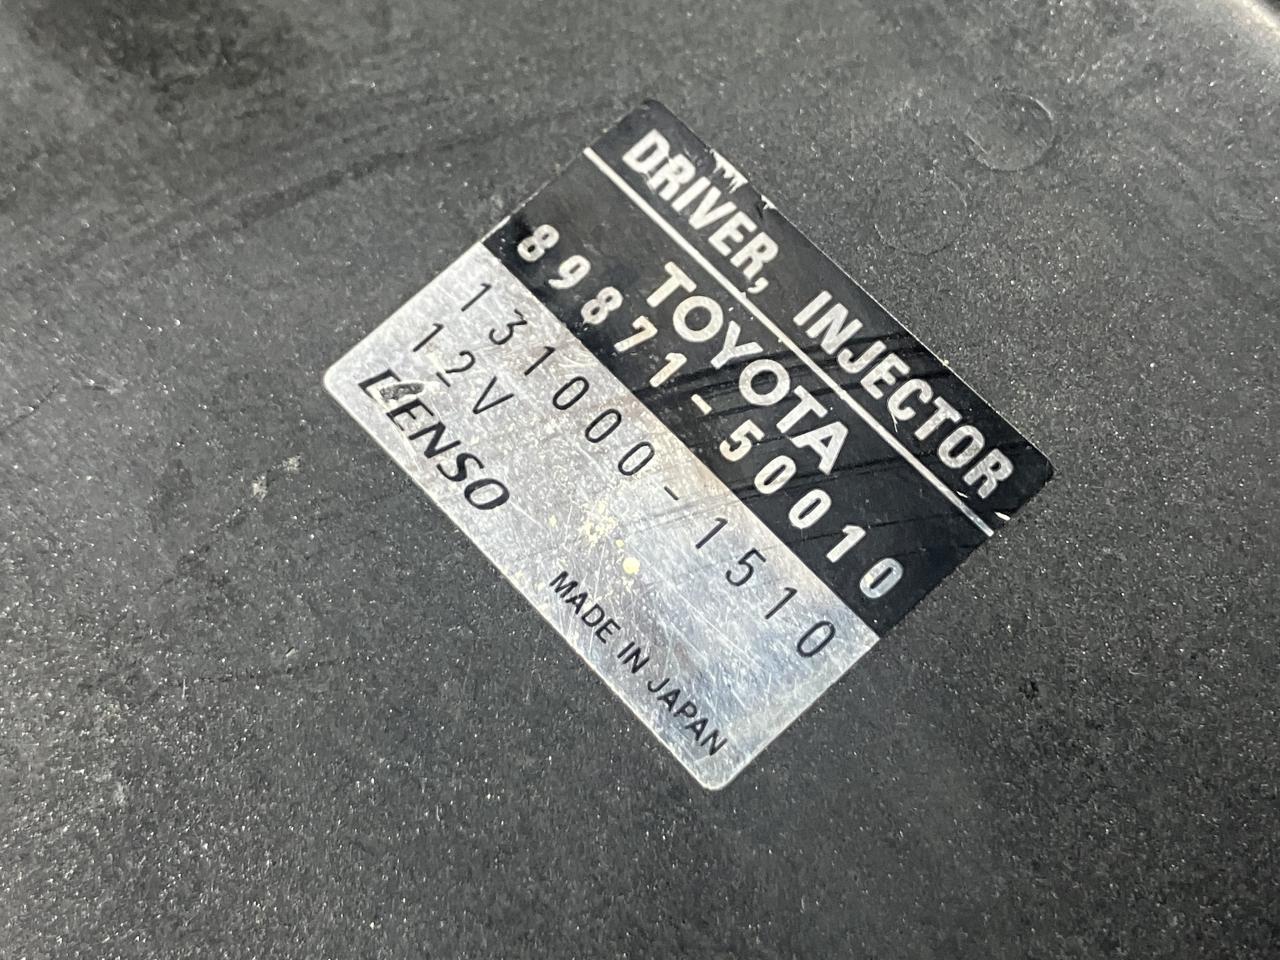 DRIVER, INJECTOR
TOYOTA
89871-50010
131000-1510
12V
DENSO
MADE IN JAPAN